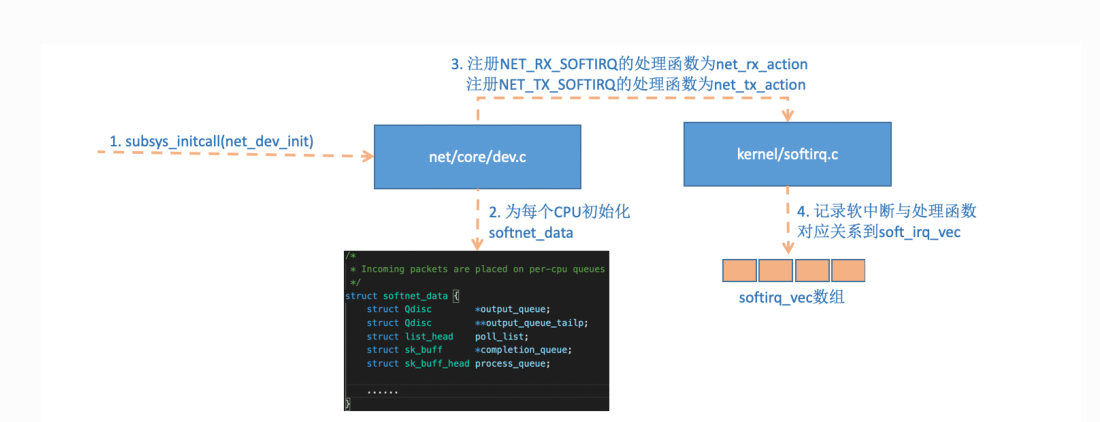 3. 注册NET_RX_SOFTIRQ的处理函数为net_rx_action
注册NET_TX_SOFTIRQ的处理函数为net_tx_action
1. subsys_initcall(net_dev_init)
net/core/dev.c
kernel/softirq.c
2. 为每个CPU初始化
softnet_data
4. 记录软中断与处理函数
对应关系到soft_irq_vec
/*
* Incoming packets are placed on per-cpu queues
*/
struct softnet_data {
struct Qdisc *output_queue;
struct Qdisc **output_queue_tailp;
struct list_head poll_list;
struct sk_buff *completion_queue;
struct sk_buff_head process_queue;
......
}
softirq_vec数组